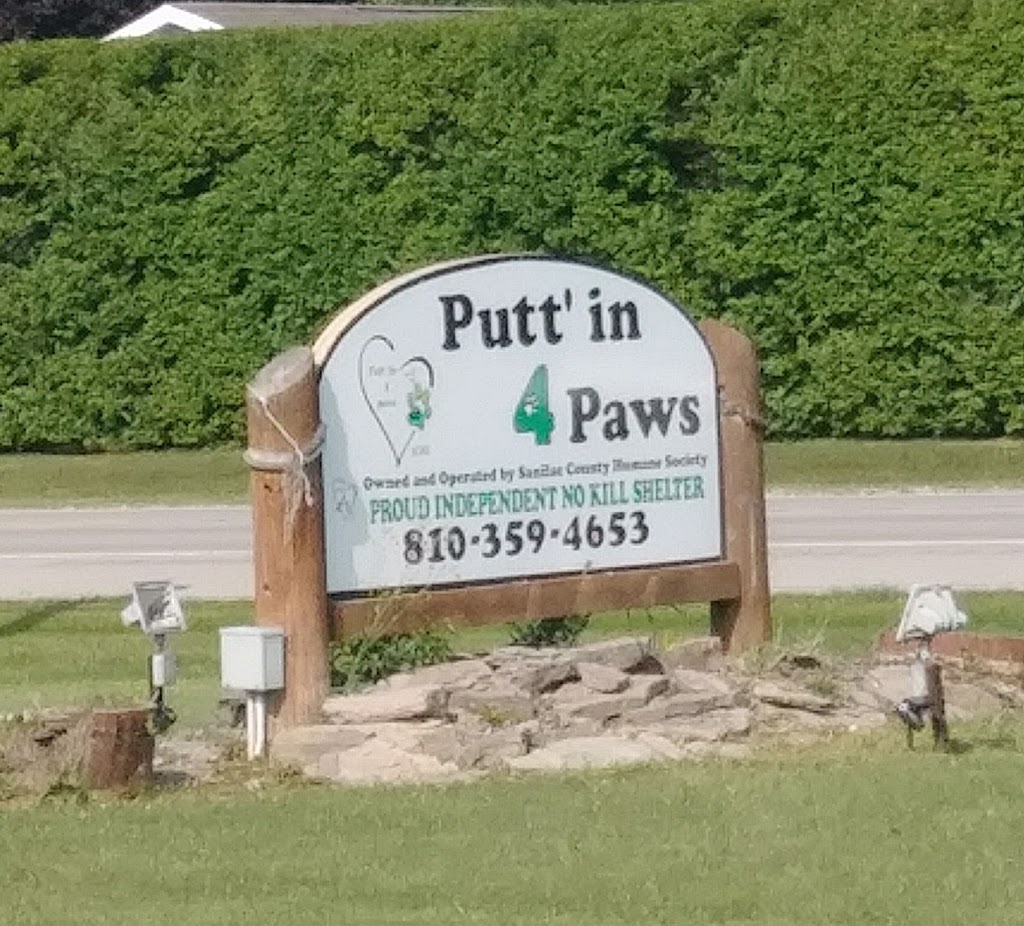 Putt' in
4 Paws
Owned and Operated by Sanilac County Humane Society
PROUD INDEPENDENT NO KILL SHELTER
810-359-4653